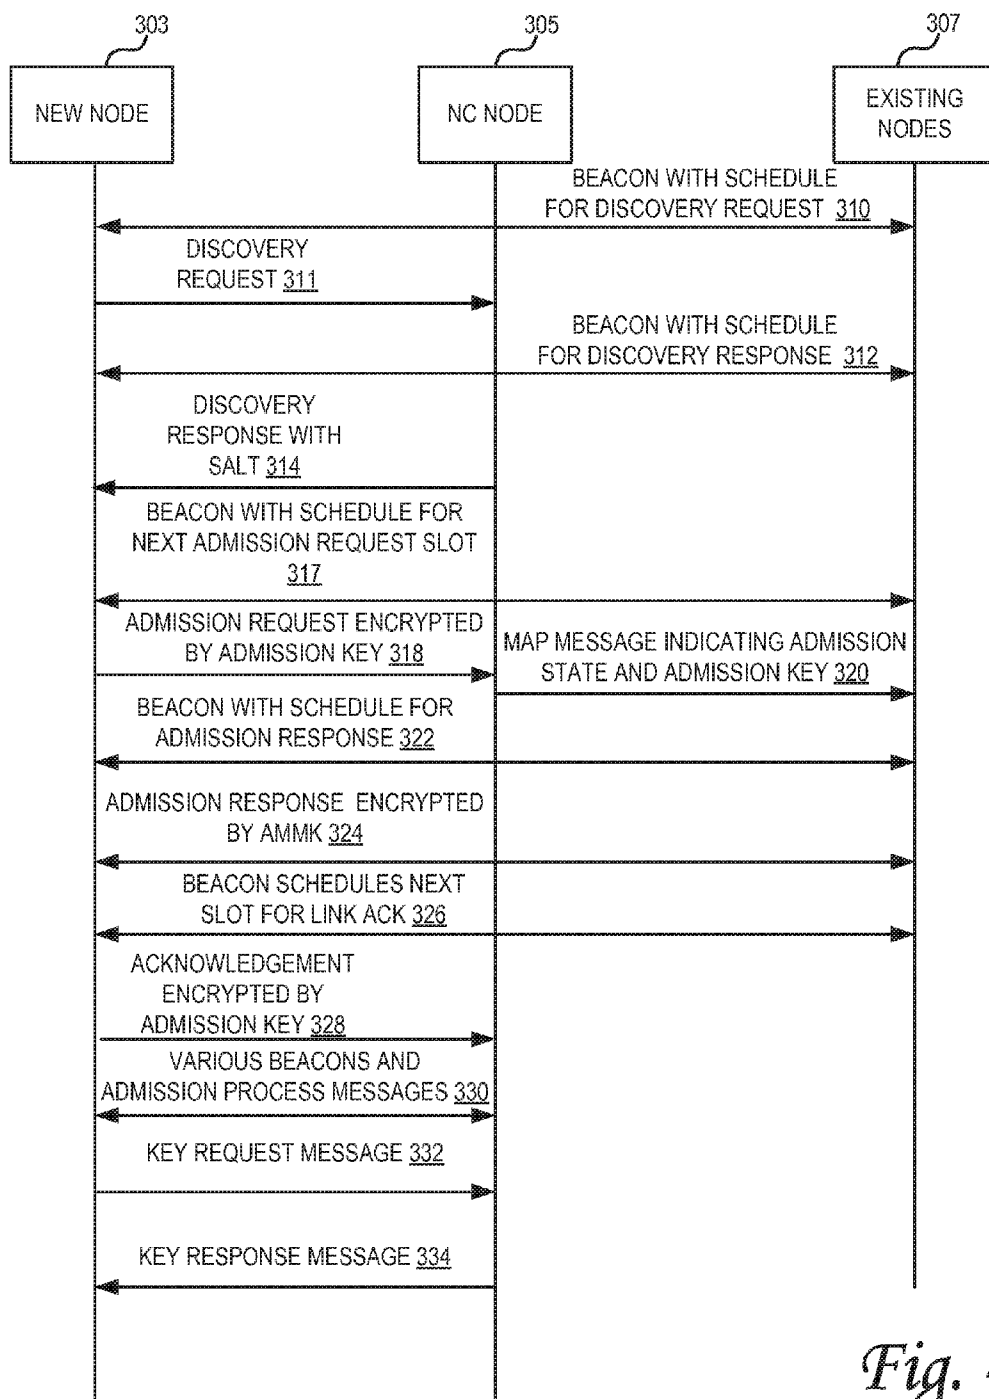 303
305
307
NEW NODE
NC NODE
EXISTING
NODES
BEACON WITH SCHEDULE
FOR DISCOVERY REQUEST 310
DISCOVERY
REQUEST 311
BEACON WITH SCHEDULE
FOR DISCOVERY RESPONSE 312
DISCOVERY
RESPONSE WITH
SALT 314
BEACON WITH SCHEDULE FOR
NEXT ADMISSION REQUEST SLOT
317
ADMISSION REQUEST ENCRYPTED
BY ADMISSION KEY 318
MAP MESSAGE INDICATING ADMISSION
STATE AND ADMISSION KEY 320
BEACON WITH SCHEDULE FOR
ADMISSION RESPONSE 322
ADMISSION RESPONSE ENCRYPTED
BY AMMK 324
BEACON SCHEDULES NEXT
SLOT FOR LINK ACK 326
ACKNOWLEDGEMENT
ENCRYPTED BY
ADMISSION KEY 328
VARIOUS BEACONS AND
ADMISSION PROCESS MESSAGES 330
KEY REQUEST MESSAGE 332
KEY RESPONSE MESSAGE 334
Fig.